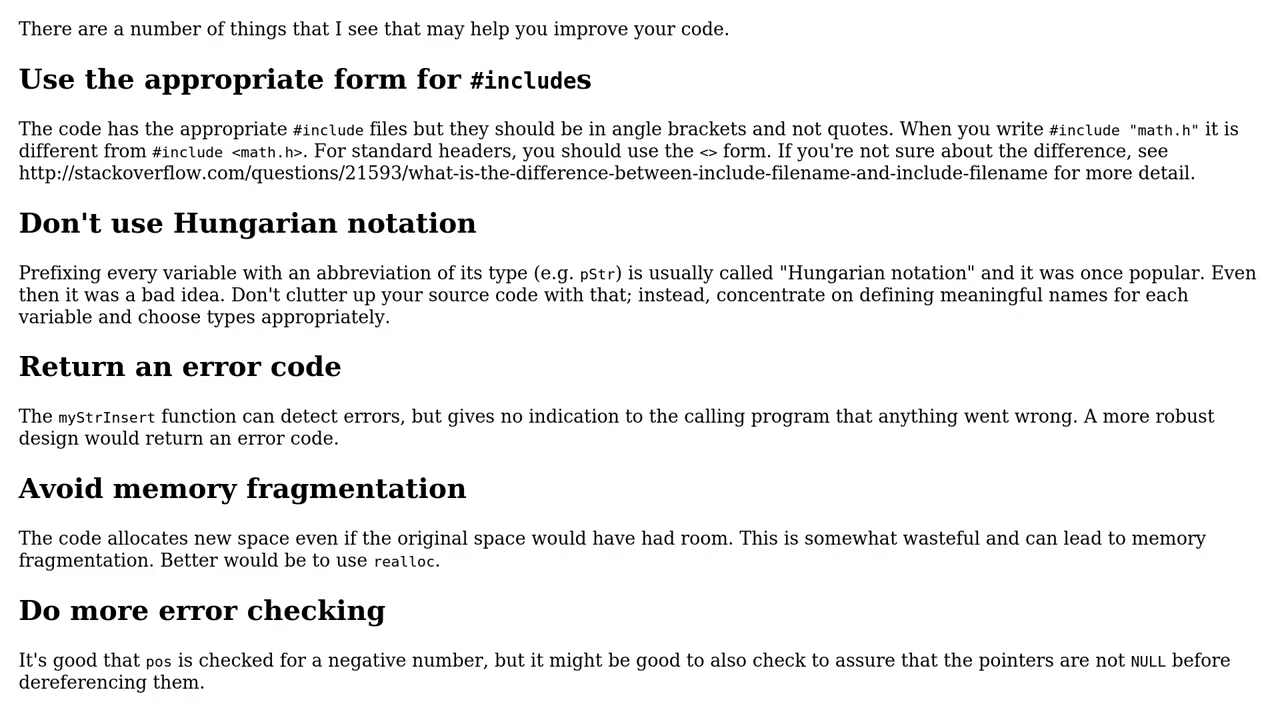 There are a number of things that I see that may help you improve your code.
Use the appropriate form for #includes
The code has the appropriate #include files but they should be in angle brackets and not quotes. When you write #include "math.h" it is
different from #include <math.h>. For standard headers, you should use the <> form. If you're not sure about the difference, see
http://stackoverflow.com/questions/21593/what-is-the-difference-between-include-filename-and-include-filename for more detail.
Don't use Hungarian notation
Prefixing every variable with an abbreviation of its type (e.g. pStr) is usually called "Hungarian notation" and it was once popular. Even
then it was a bad idea. Don't clutter up your source code with that; instead, concentrate on defining meaningful names for each
variable and choose types appropriately.
Return an error code
The myStrInsert function can detect errors, but gives no indication to the calling program that anything went wrong. A more robust
design would return an error code.
Avoid memory fragmentation
The code allocates new space even if the original space would have had room. This is somewhat wasteful and can lead to memory
fragmentation. Better would be to use realloc.
Do more error checking
It's good that pos is checked for a negative number, but it might be good to also check to assure that the pointers are not NULL before
dereferencing them.